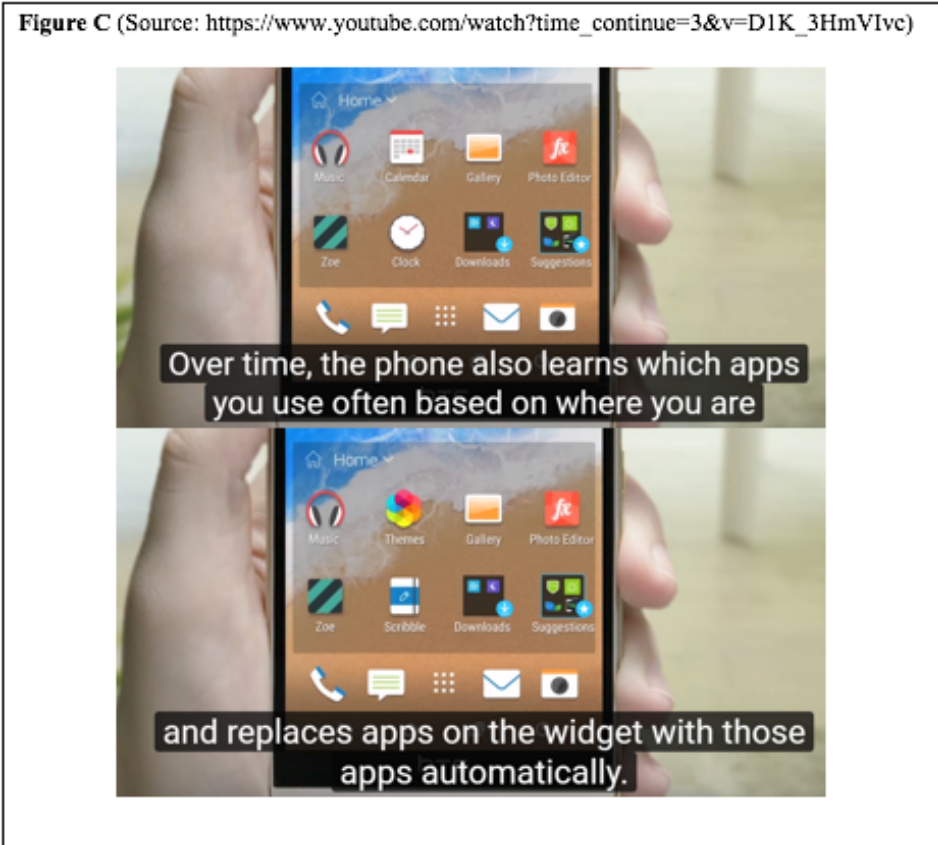 Figure C (Source: https://www.youtube.com/watch?time_continue=3&v=D1K_3HmVIvc)
Home
Music Calendar Gallery Photo Editor
Zoe Clock Downloads Suggestions
Over time, the phone also learns which apps
you use often based on where you are
Home
Music Themes Gallery Photo Editor
Zoe Scribble Downloads Suggestions
and replaces apps on the widget with those
apps automatically.